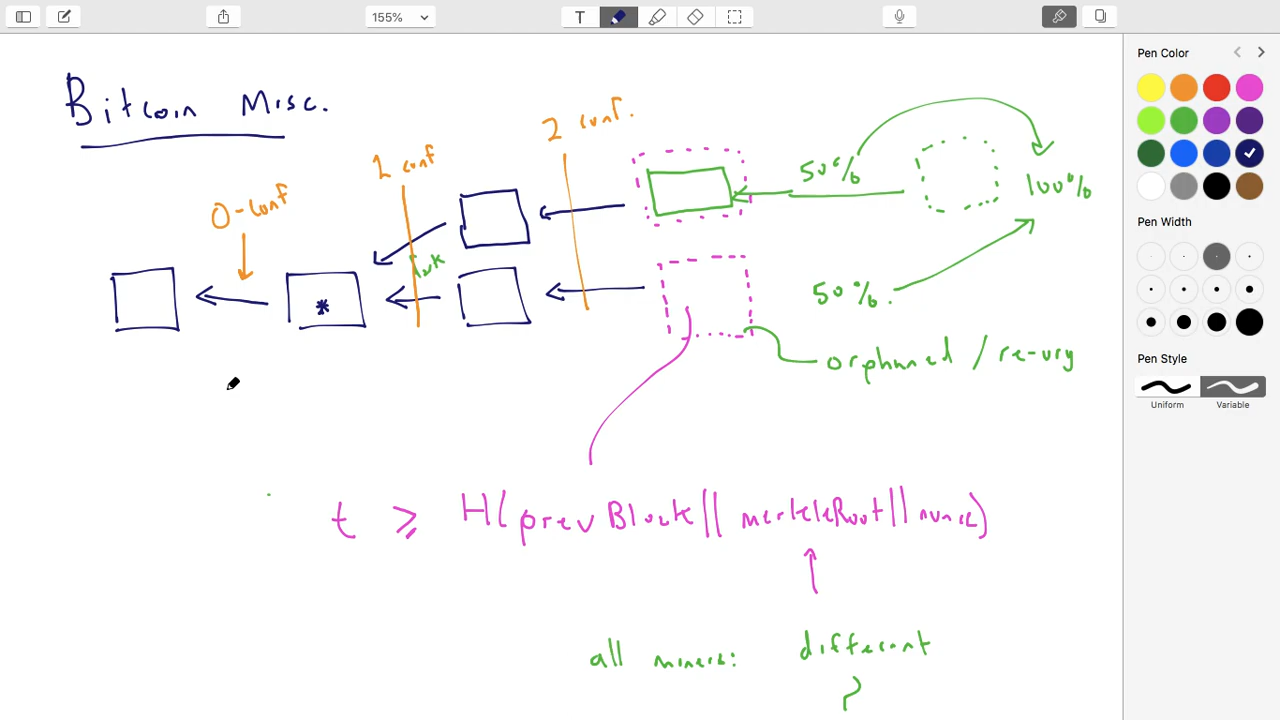 155%
T
Bitcoin Misc.
0-conf
1 conf
2 conf.
50%
100%
fork
50%.
*
orphaned / re-org
t ≥ H(prevBlock || merkleRoot || nonce)
all miners: different
Pen Color
Pen Width
Pen Style
Uniform
Variable